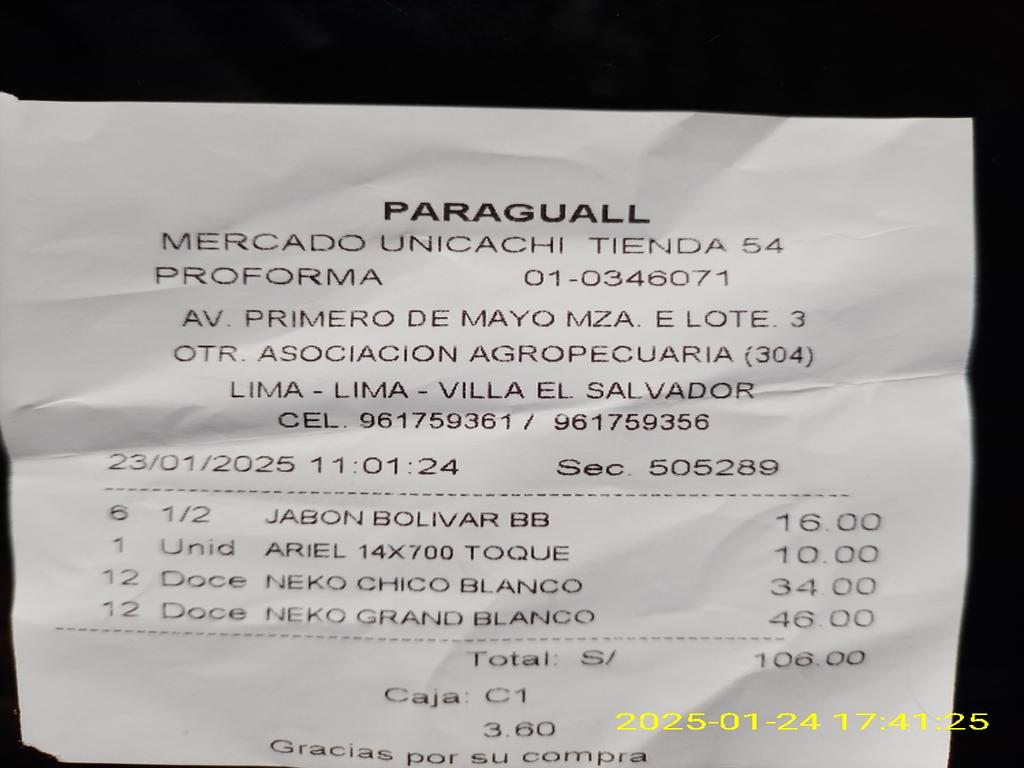 PARAGUALL
MERCADO UNICACHI TIENDA 54
PROFORMA 01-0346071
AV. PRIMERO DE MAYO MZA. E LOTE. 3
OTR. ASOCIACION AGROPECUARIA (304)
LIMA - LIMA - VILLA EL SALVADOR
CEL. 961759361 / 961759356
23/01/2025 11:01:24 Sec. 505289
6 1/2 JABON BOLIVAR BB 16.00
1 Unid ARIEL 14X700 TOQUE 10.00
12 Doce NEKO CHICO BLANCO 34.00
12 Doce NEKO GRAND BLANCO 46.00
Total: S/ 106.00
Caja: C1
3.60
Gracias por su compra
2025-01-24 17:41:25